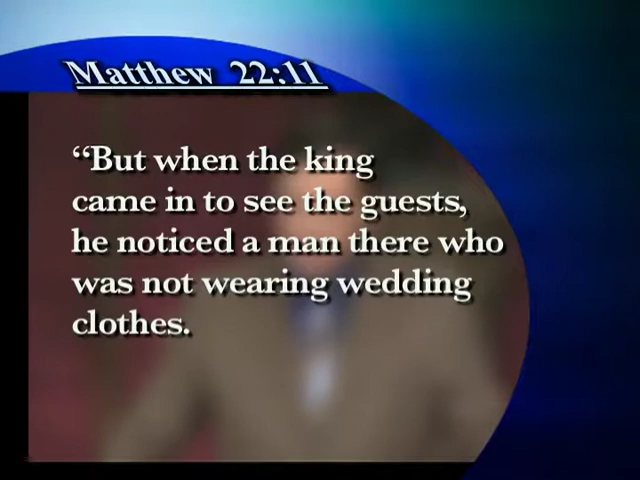 Matthew 22:11
“But when the king
came in to see the guests,
he noticed a man there who
was not wearing wedding
clothes.